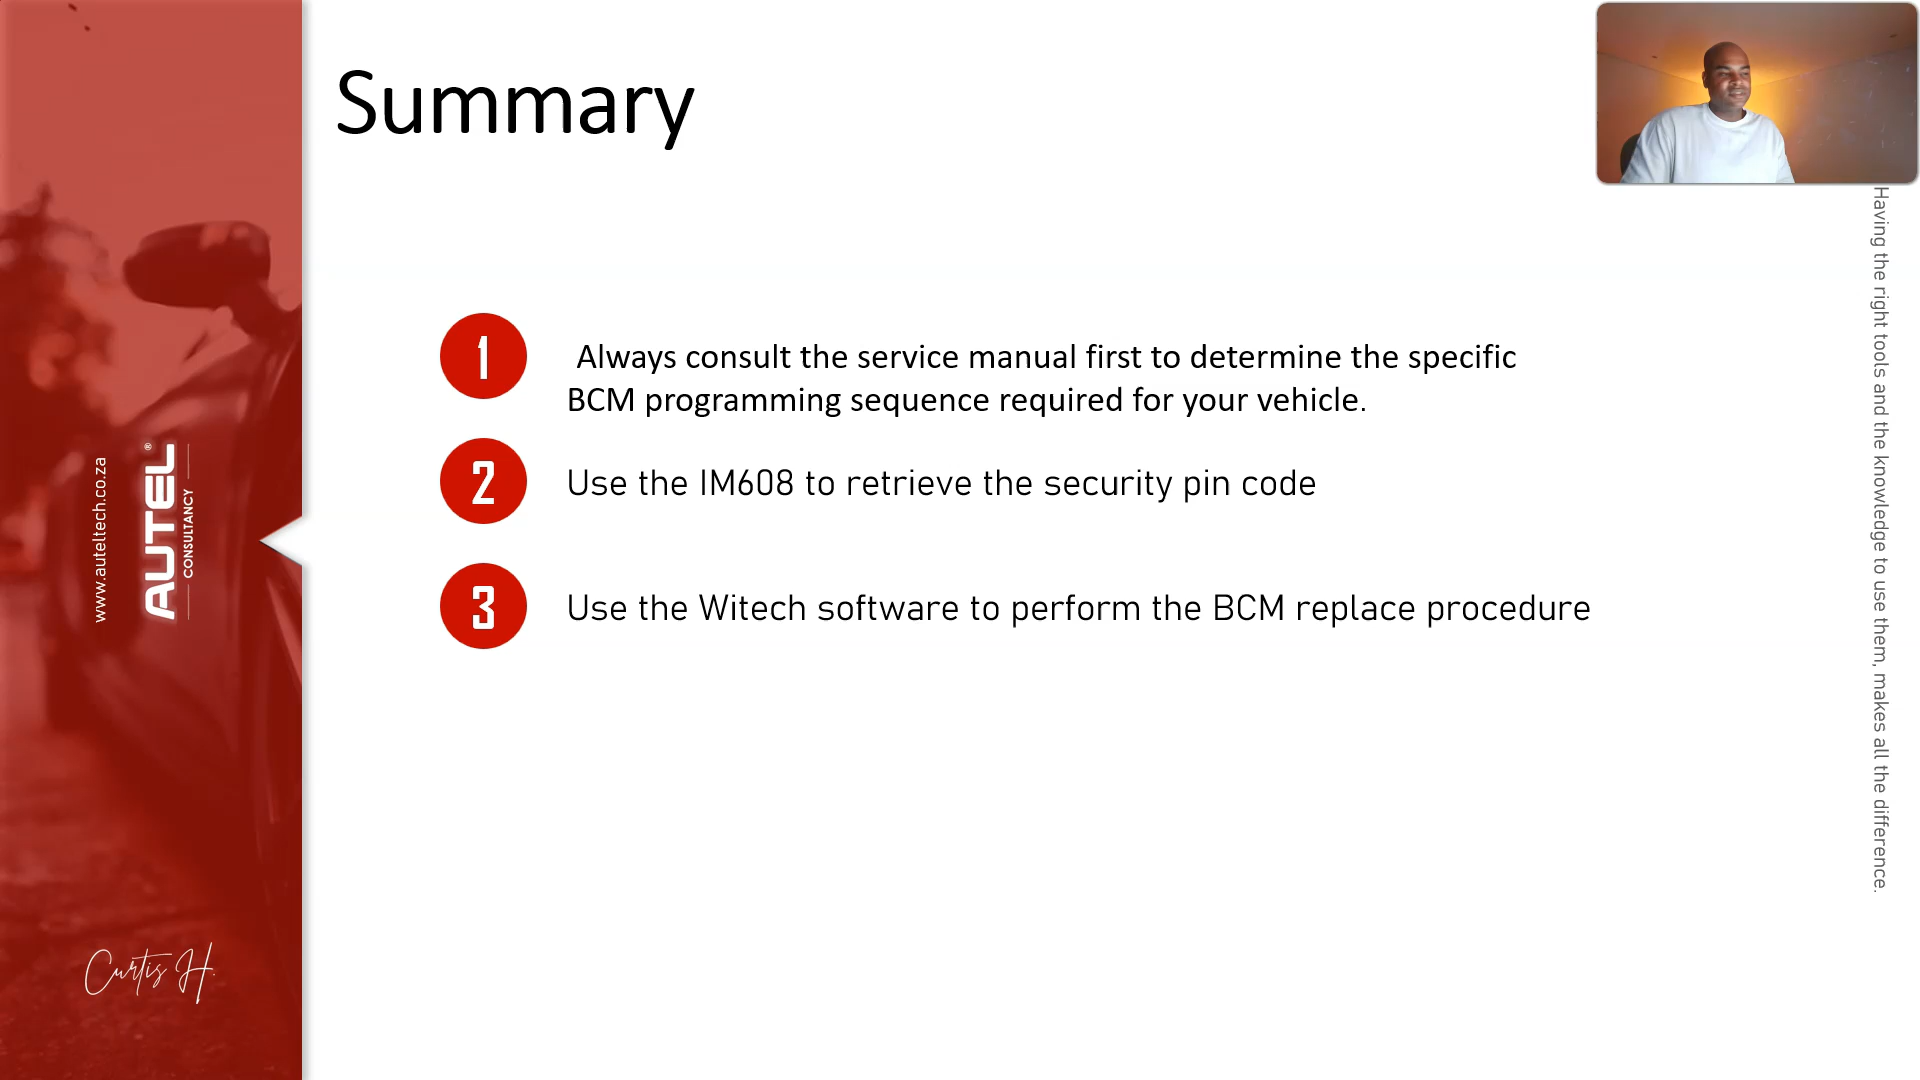 Summary
1
Always consult the service manual first to determine the specific
BCM programming sequence required for your vehicle.
2
Use the IM608 to retrieve the security pin code
3
Use the Witech software to perform the BCM replace procedure
www.auteltech.co.za
AUTEL®
CONSULTANCY
Curtis H.
Having the right tools and the knowledge to use them, makes all the difference.